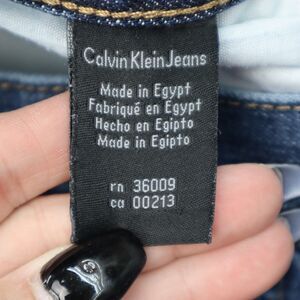 Calvin Klein Jeans
Made in Egypt
Fabriqué en Egypt
Hecho en Egipto
Made in Egipto
rn 36009
ca 00213